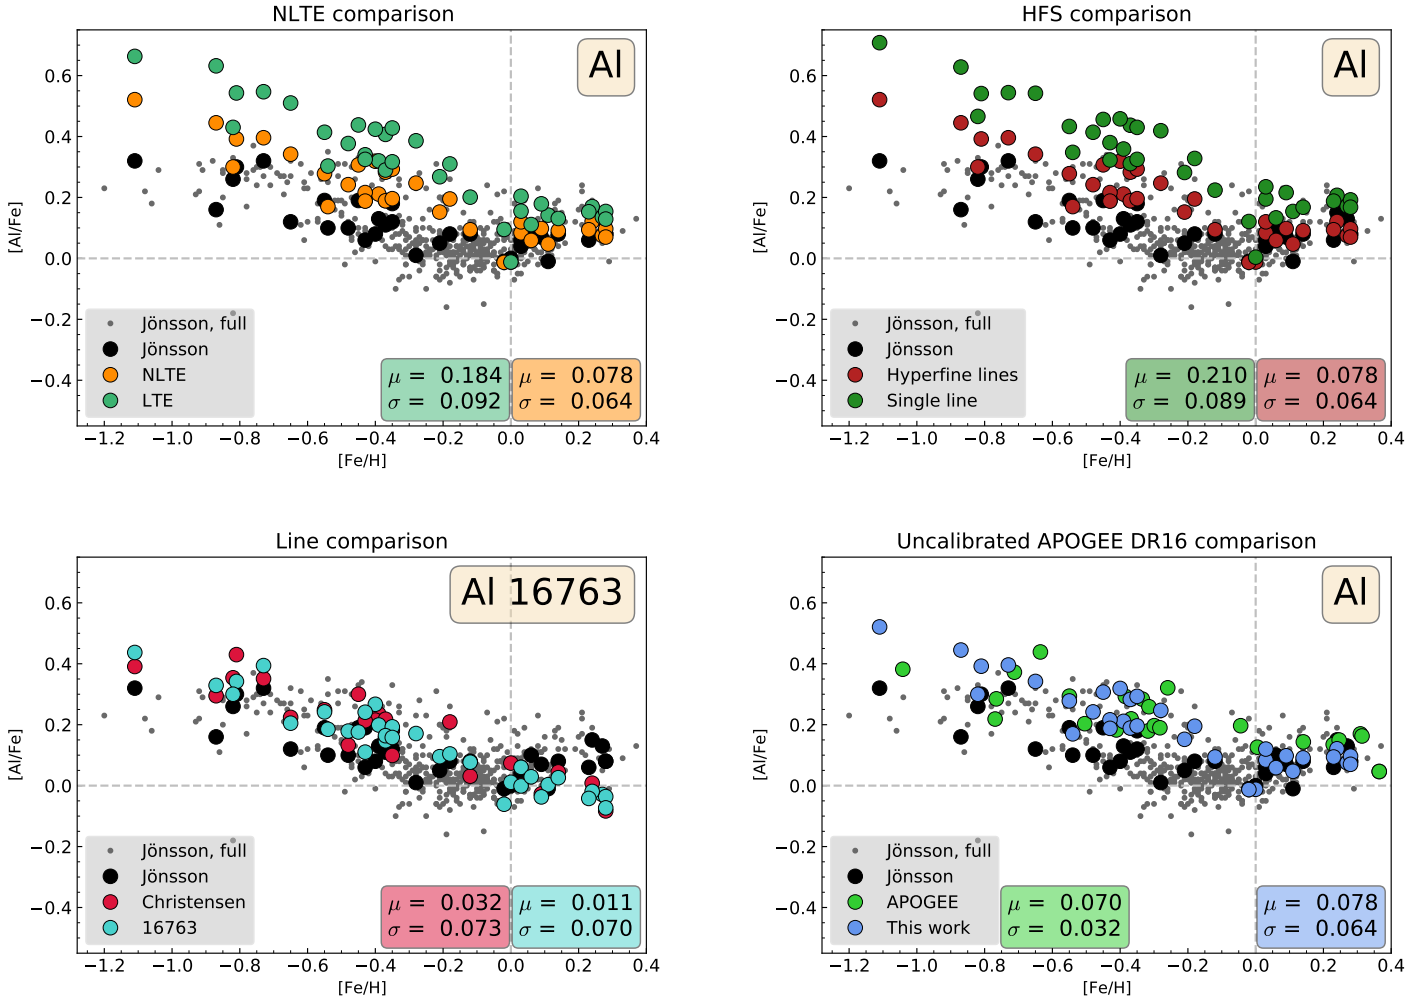 NLTE comparison
Al
[Al/Fe]
0.6
0.4
0.2
0.0
−0.2
−0.4
Jönsson, full
Jönsson
NLTE
LTE
μ = 0.184
σ = 0.092
μ = 0.078
σ = 0.064
−1.2 −1.0 −0.8 −0.6 −0.4 −0.2 0.0 0.2 0.4
[Fe/H]
HFS comparison
Al
[Al/Fe]
0.6
0.4
0.2
0.0
−0.2
−0.4
Jönsson, full
Jönsson
Hyperfine lines
Single line
μ = 0.210
σ = 0.089
μ = 0.078
σ = 0.064
−1.2 −1.0 −0.8 −0.6 −0.4 −0.2 0.0 0.2 0.4
[Fe/H]
Line comparison
Al 16763
[Al/Fe]
0.6
0.4
0.2
0.0
−0.2
−0.4
Jönsson, full
Jönsson
Christensen
16763
μ = 0.032
σ = 0.073
μ = 0.011
σ = 0.070
−1.2 −1.0 −0.8 −0.6 −0.4 −0.2 0.0 0.2 0.4
[Fe/H]
Uncalibrated APOGEE DR16 comparison
Al
[Al/Fe]
0.6
0.4
0.2
0.0
−0.2
−0.4
Jönsson, full
Jönsson
APOGEE
This work
μ = 0.070
σ = 0.032
μ = 0.078
σ = 0.064
−1.2 −1.0 −0.8 −0.6 −0.4 −0.2 0.0 0.2 0.4
[Fe/H]